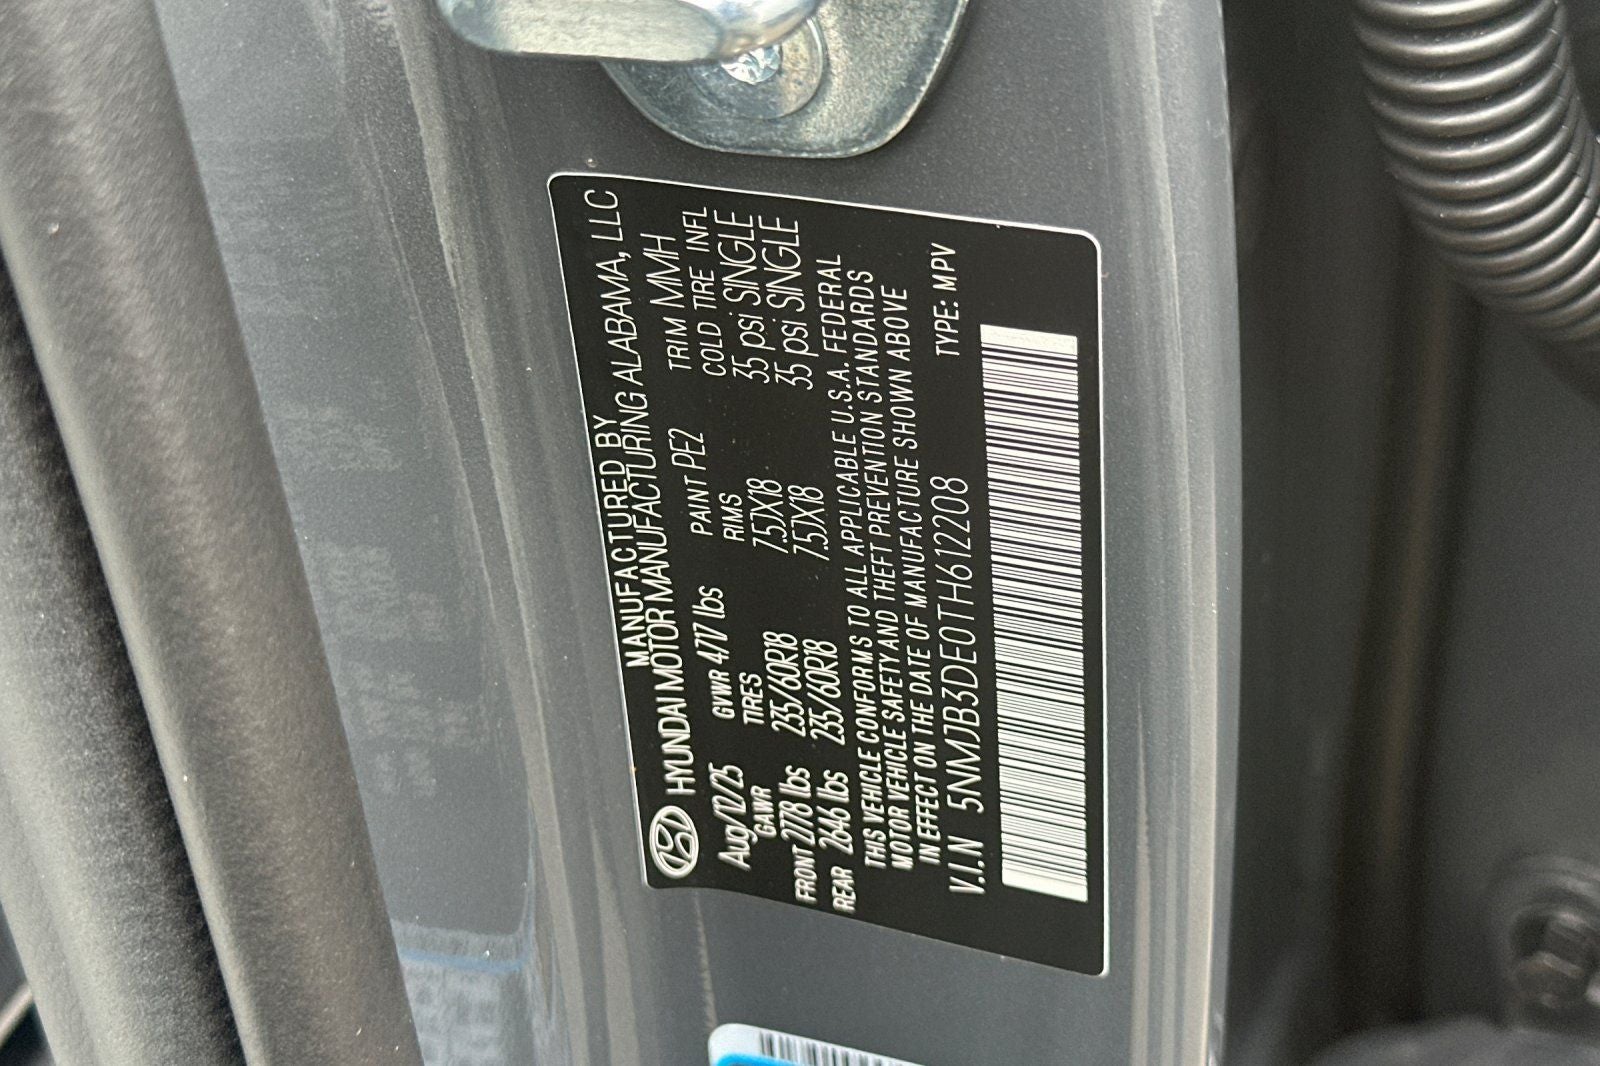 MANUFACTURED BY
HYUNDAI MOTOR MANUFACTURING ALABAMA, LLC
Aug/12/25 GVWR 4717 lbs PAINT PE2 TRIM MMH
GAWR TIRES RIMS COLD TIRE INFL
FRONT 2778 lbs 235/60R18 7.5JX18 35 psi SINGLE
REAR 2646 lbs 235/60R18 7.5JX18 35 psi SINGLE
THIS VEHICLE CONFORMS TO ALL APPLICABLE U.S.A. FEDERAL
MOTOR VEHICLE SAFETY AND THEFT PREVENTION STANDARDS
IN EFFECT ON THE DATE OF MANUFACTURE SHOWN ABOVE
V.I.N 5NMJB3DE0TH612208 TYPE: MPV